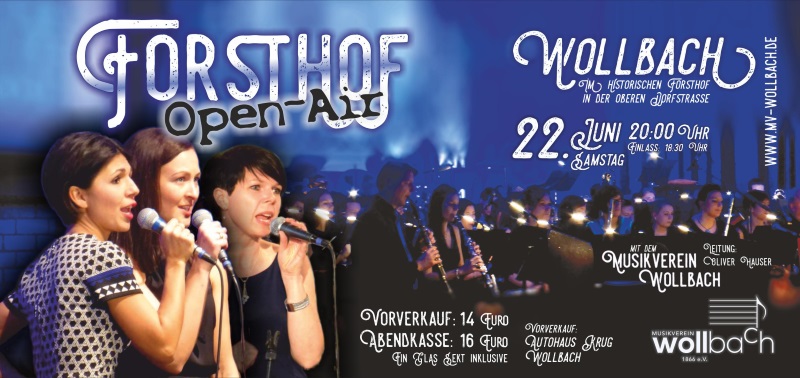 FORSTHOF
Open-Air
WOLLBACH
IM HISTORISCHEN FORSTHOF
IN DER OBEREN DORFSTRASSE
22. JUNI 20:00 UHR
SAMSTAG EINLASS: 18.30 UHR
WWW.MV-WOLLBACH.DE
MIT DEM
MUSIKVEREIN
WOLLBACH
LEITUNG:
OLIVER HAUSER
VORVERKAUF: 14 EURO
ABENDKASSE: 16 EURO
EIN GLAS SEKT INKLUSIVE
VORVERKAUF:
AUTOHAUS KRUG
WOLLBACH
MUSIKVEREIN
wollbach
1866 e.V.